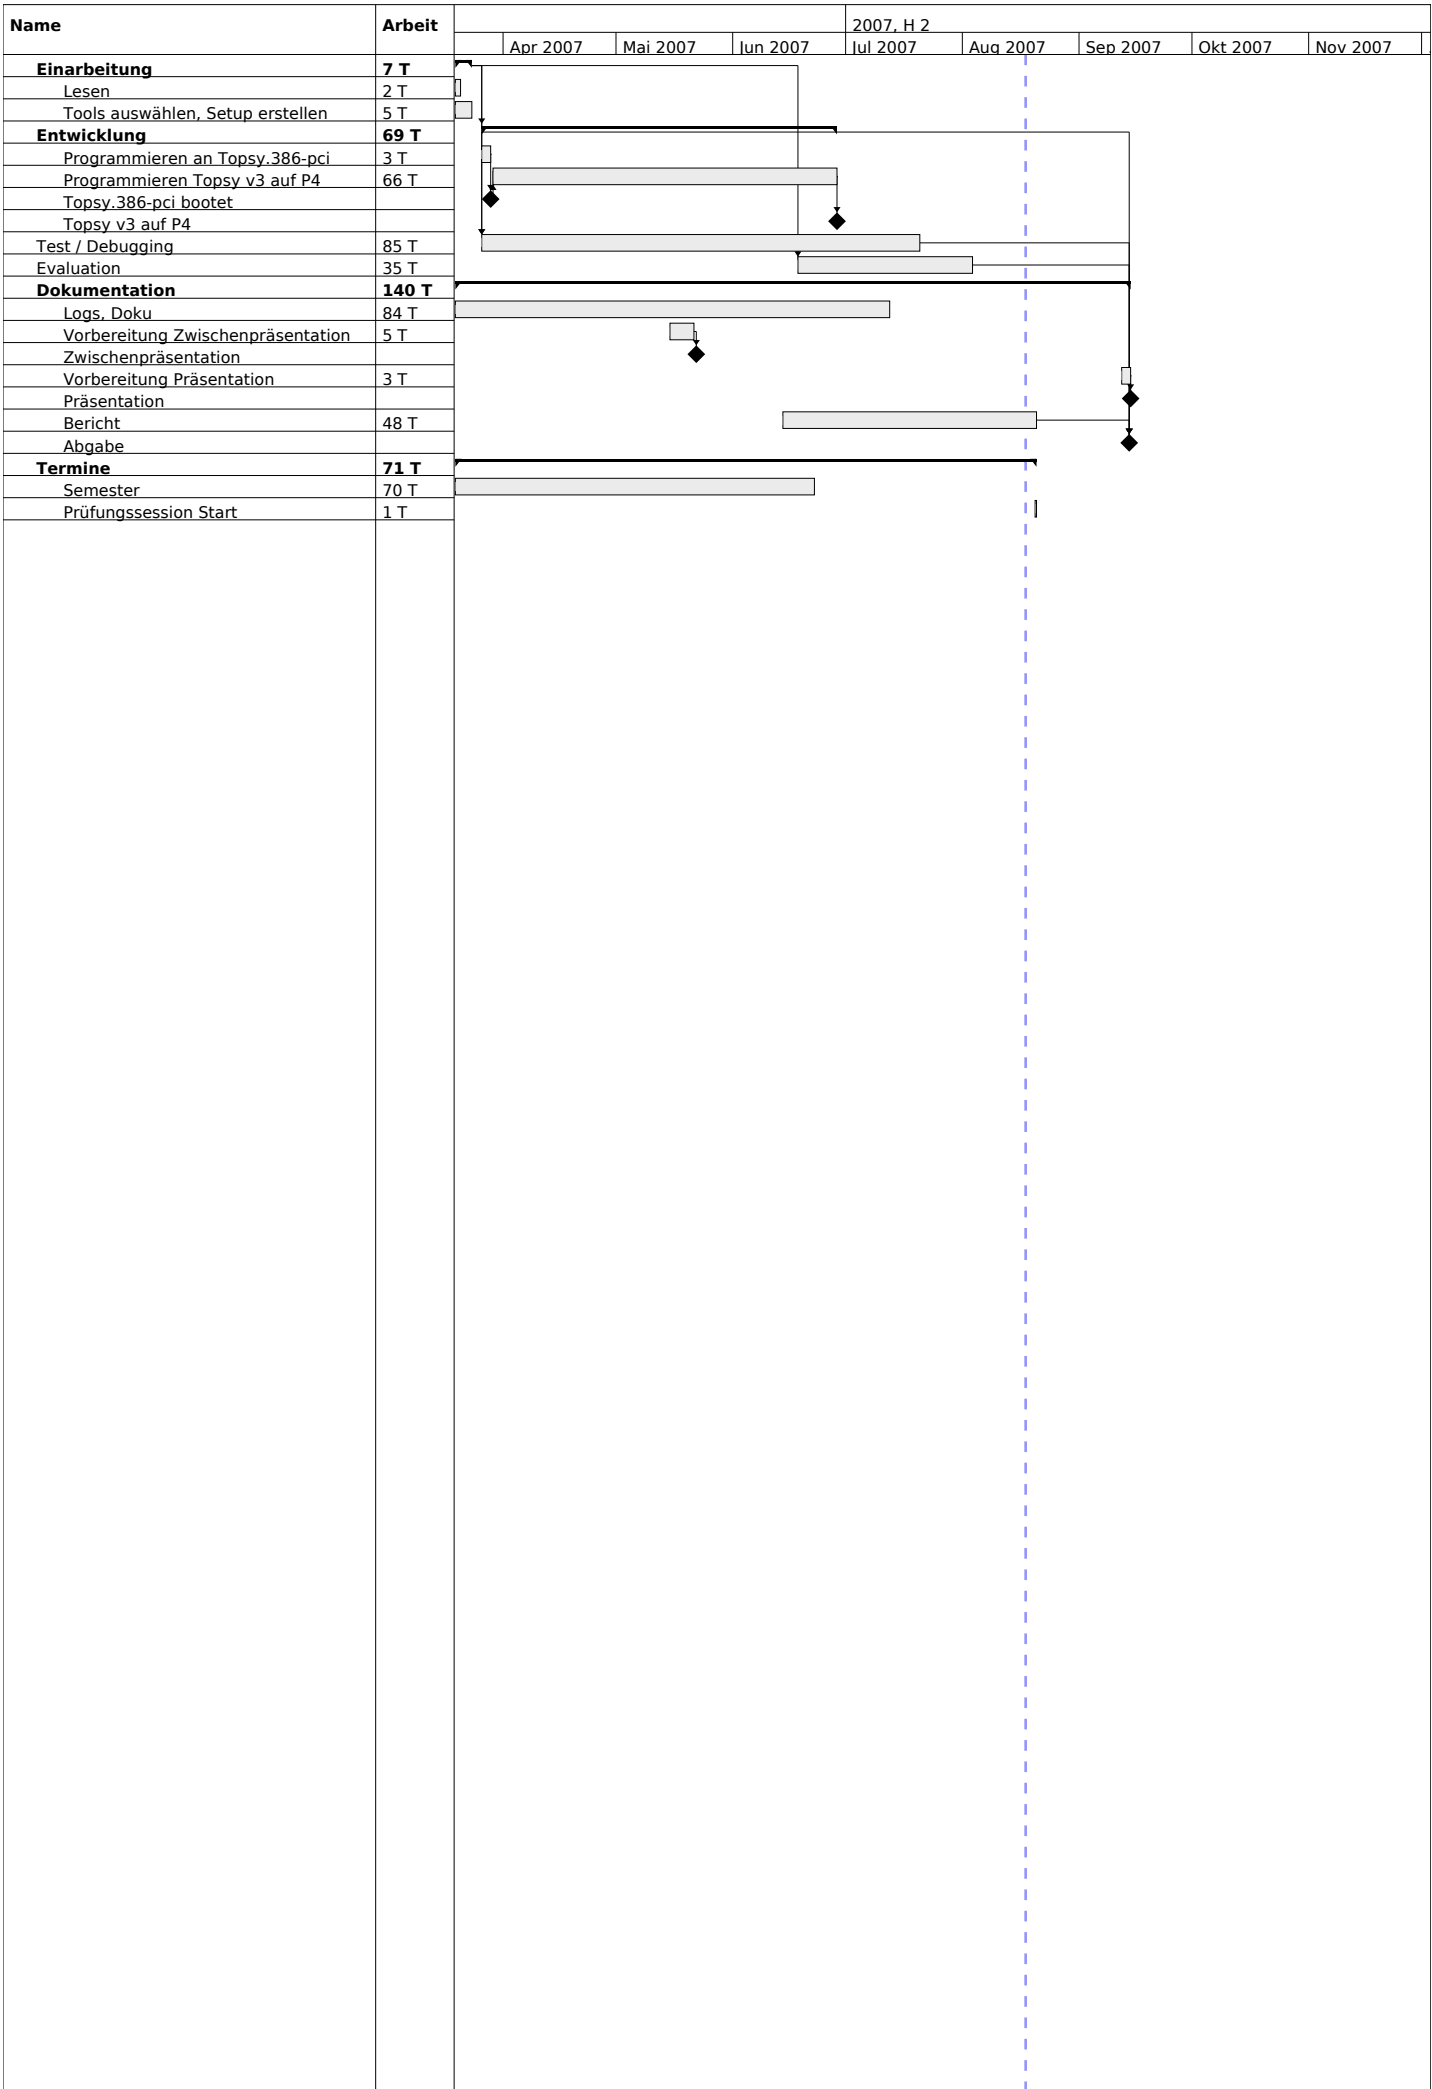 Name Arbeit 2007, H 2
Apr 2007 Mai 2007 Jun 2007 Jul 2007 Aug 2007 Sep 2007 Okt 2007 Nov 2007
Einarbeitung 7 T
Lesen 2 T
Tools auswählen, Setup erstellen 5 T
Entwicklung 69 T
Programmieren an Topsy.386-pci 3 T
Programmieren Topsy v3 auf P4 66 T
Topsy.386-pci bootet
Topsy v3 auf P4
Test / Debugging 85 T
Evaluation 35 T
Dokumentation 140 T
Logs, Doku 84 T
Vorbereitung Zwischenpräsentation 5 T
Zwischenpräsentation
Vorbereitung Präsentation 3 T
Präsentation
Bericht 48 T
Abgabe
Termine 71 T
Semester 70 T
Prüfungssession Start 1 T